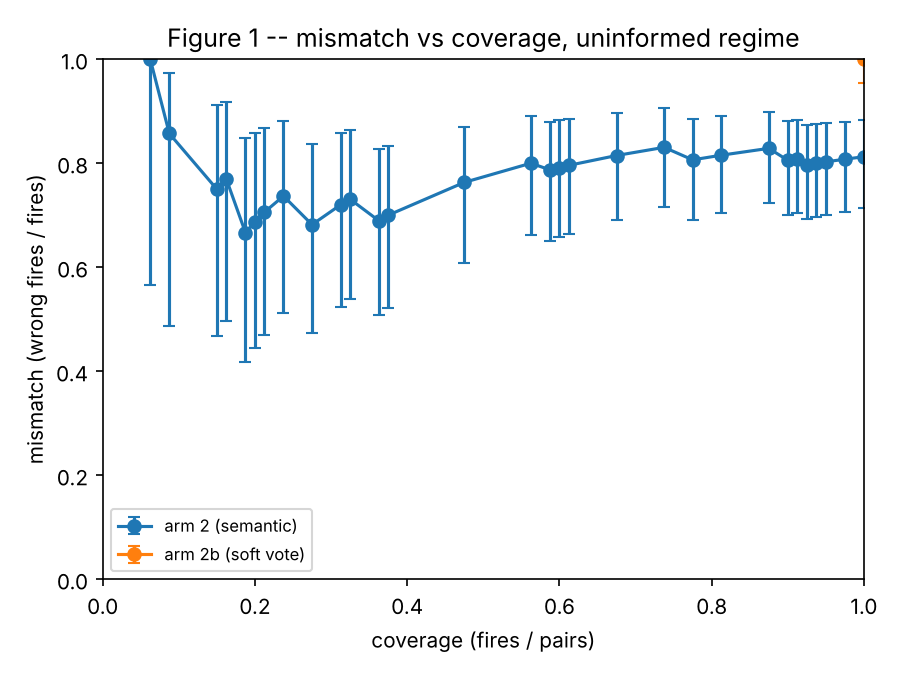 Figure 1 -- mismatch vs coverage, uninformed regime
mismatch (wrong fires / fires)
1.0
0.8
0.6
0.4
0.2
0.0
arm 2 (semantic)
arm 2b (soft vote)
0.0 0.2 0.4 0.6 0.8 1.0
coverage (fires / pairs)